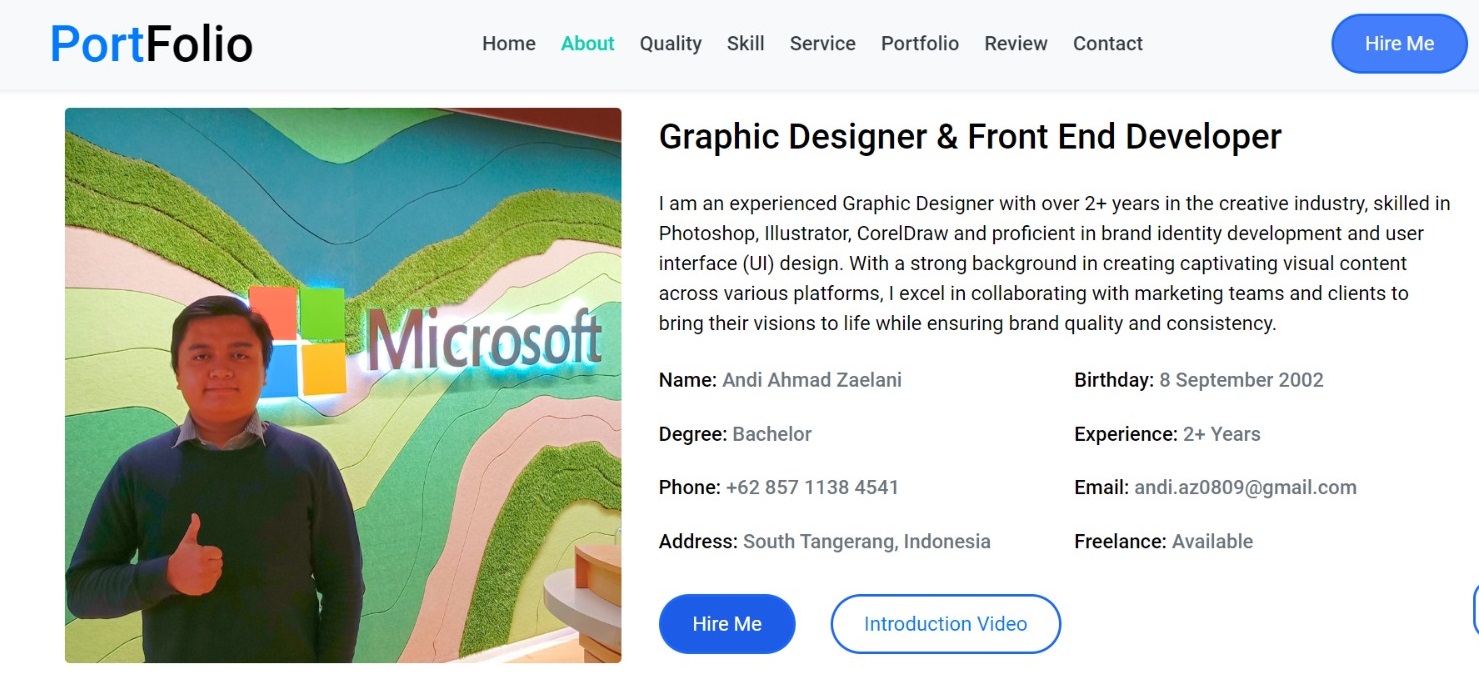 PortFolio
Home About Quality Skill Service Portfolio Review Contact
Hire Me
Microsoft
Graphic Designer & Front End Developer
I am an experienced Graphic Designer with over 2+ years in the creative industry, skilled in
Photoshop, Illustrator, CorelDraw and proficient in brand identity development and user
interface (UI) design. With a strong background in creating captivating visual content
across various platforms, I excel in collaborating with marketing teams and clients to
bring their visions to life while ensuring brand quality and consistency.
Name: Andi Ahmad Zaelani
Birthday: 8 September 2002
Degree: Bachelor
Experience: 2+ Years
Phone: +62 857 1138 4541
Email: andi.az0809@gmail.com
Address: South Tangerang, Indonesia
Freelance: Available
Hire Me
Introduction Video